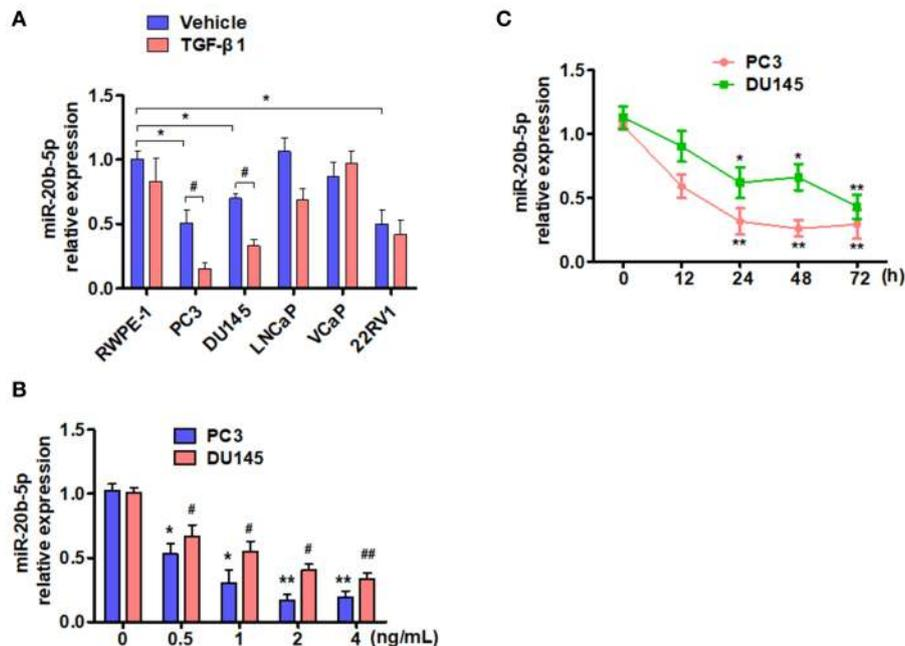 A
Vehicle
TGF-β1
miR-20b-5p
relative expression
1.5
1.0
0.5
0.0
*
*
*
#
#
RWPE-1
PC3
DU145
LNCaP
VCaP
22RV1
B
PC3
DU145
miR-20b-5p
relative expression
1.5
1.0
0.5
0.0
*
#
*
#
**
#
**
##
0 0.5 1 2 4 (ng/mL)
C
PC3
DU145
miR-20b-5p
relative expression
1.5
1.0
0.5
0.0
*
*
**
**
**
**
0 12 24 48 72 (h)